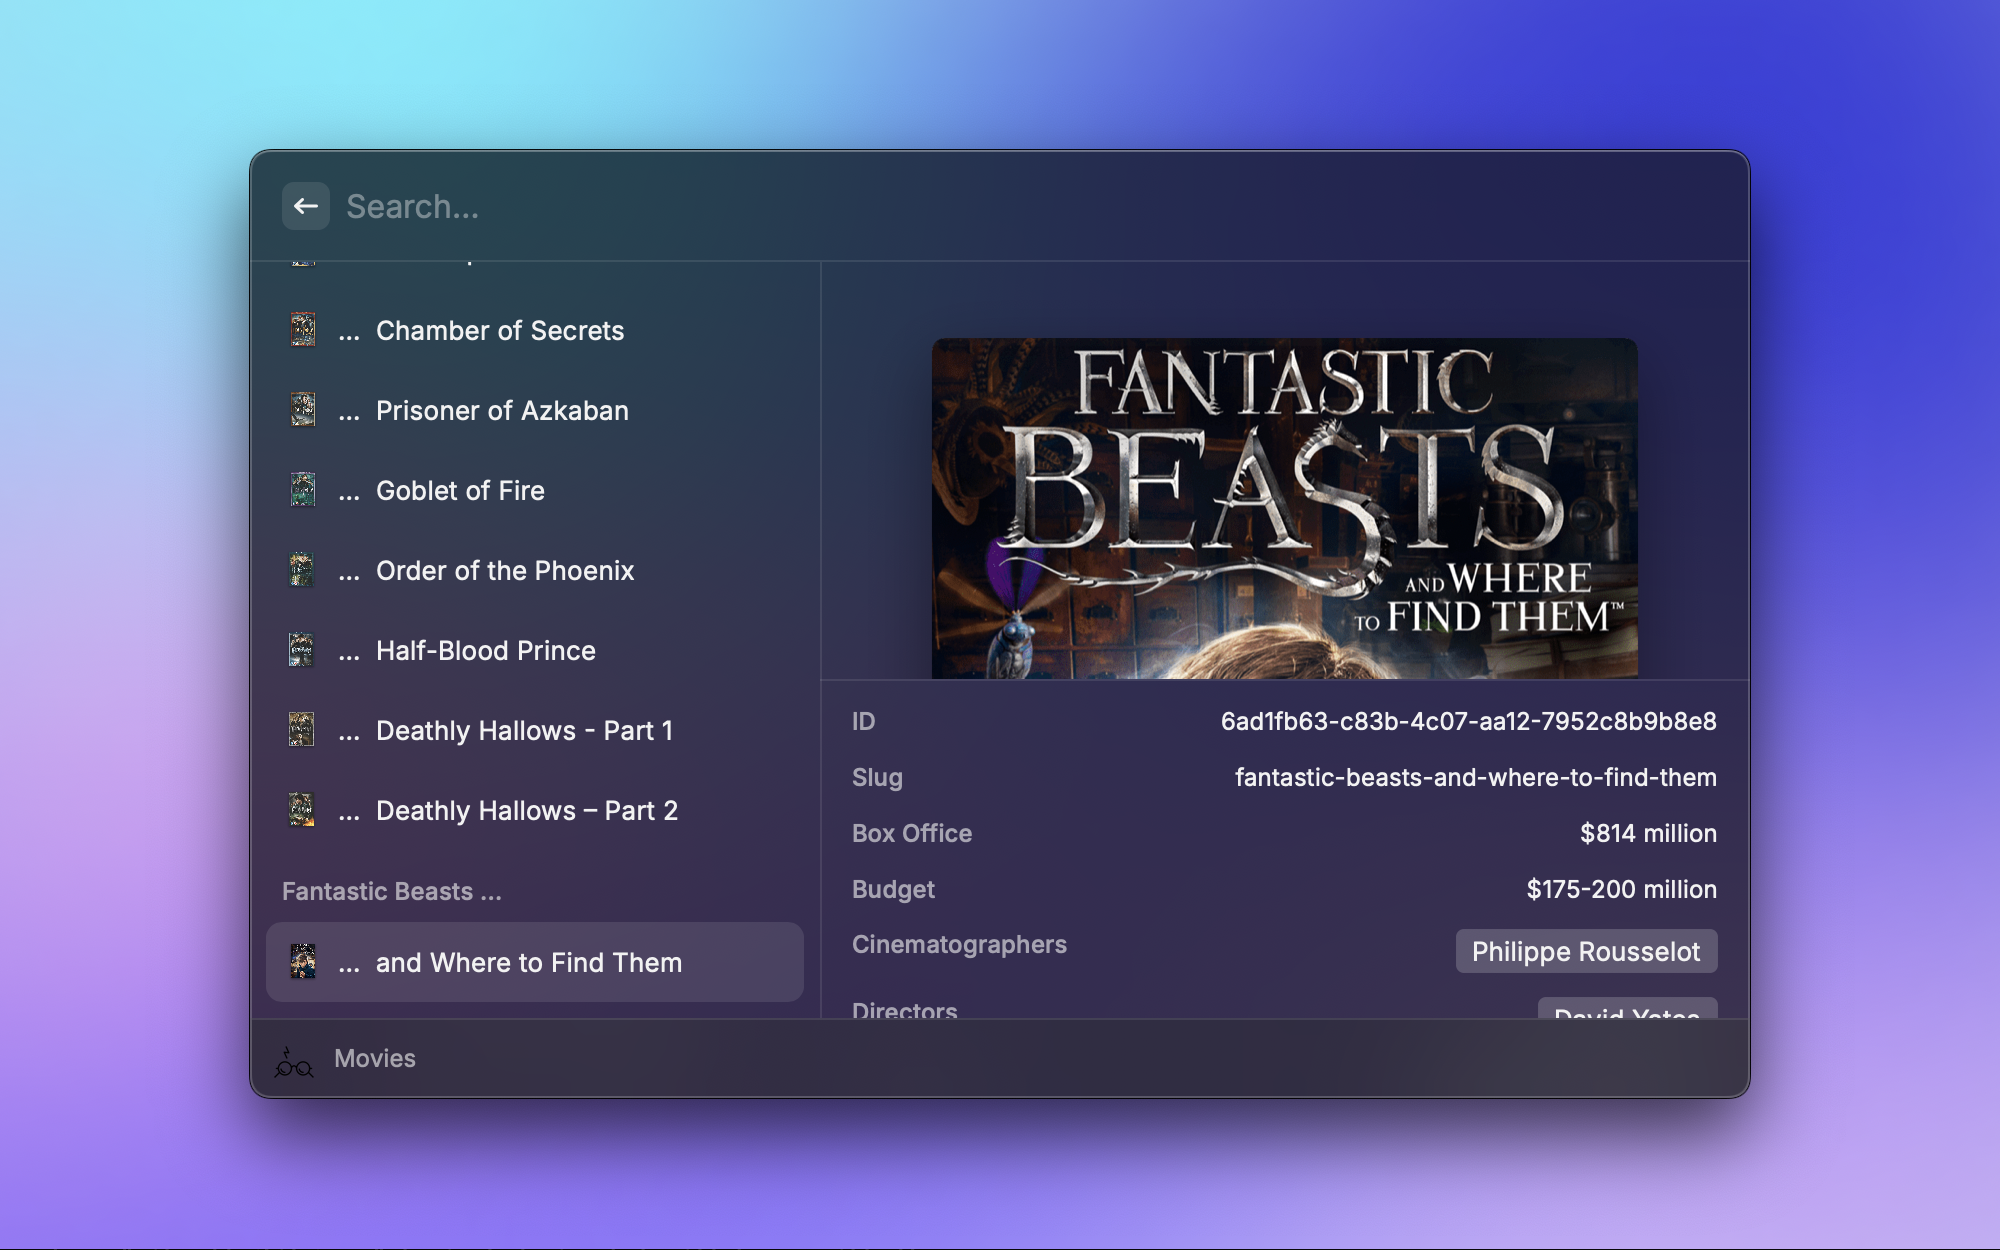 Search...
... Chamber of Secrets
... Prisoner of Azkaban
... Goblet of Fire
... Order of the Phoenix
... Half-Blood Prince
... Deathly Hallows - Part 1
... Deathly Hallows – Part 2
Fantastic Beasts ...
... and Where to Find Them
FANTASTIC
BEASTS
AND WHERE
TO FIND THEM™
ID 6ad1fb63-c83b-4c07-aa12-7952c8b9b8e8
Slug fantastic-beasts-and-where-to-find-them
Box Office $814 million
Budget $175-200 million
Cinematographers Philippe Rousselot
Directors David Yates
Movies